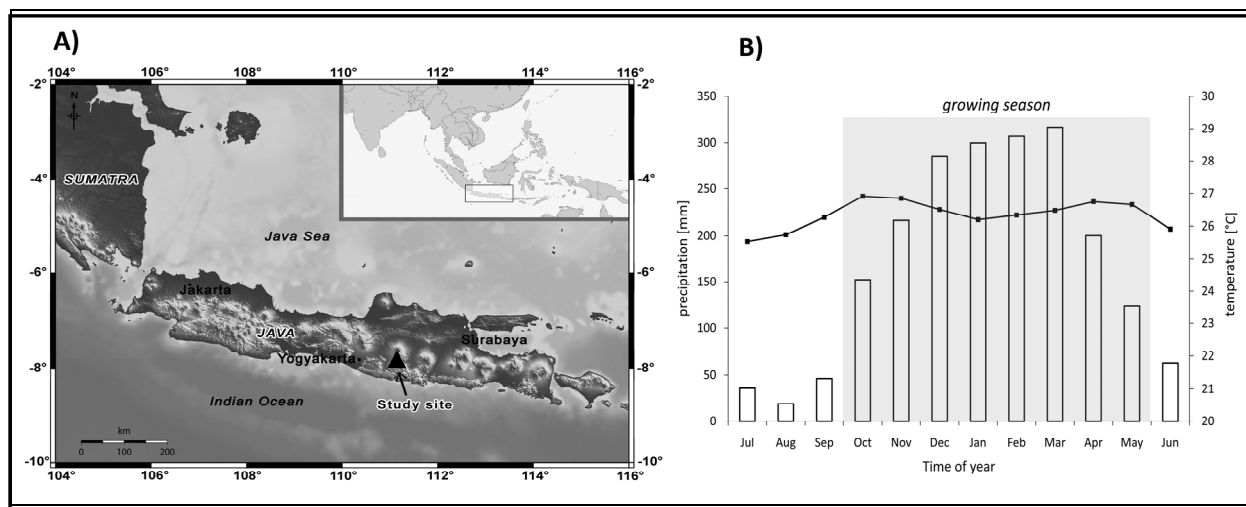 A)
104° 106° 108° 110° 112° 114° 116°
-2° -2°
N
SUMATRA
-4° -4°
Java Sea
-6° -6°
Jakarta
JAVA
Surabaya
Yogyakarta
-8° -8°
Study site
Indian Ocean
km
0 100 200
-10° -10°
104° 106° 108° 110° 112° 114° 116°
B)
growing season
350 30
300 29
28
250 27
200 26
150 25
24
100 23
50 22
21
0 20
precipitation [mm]
temperature [°C]
Jul Aug Sep Oct Nov Dec Jan Feb Mar Apr May Jun
Time of year